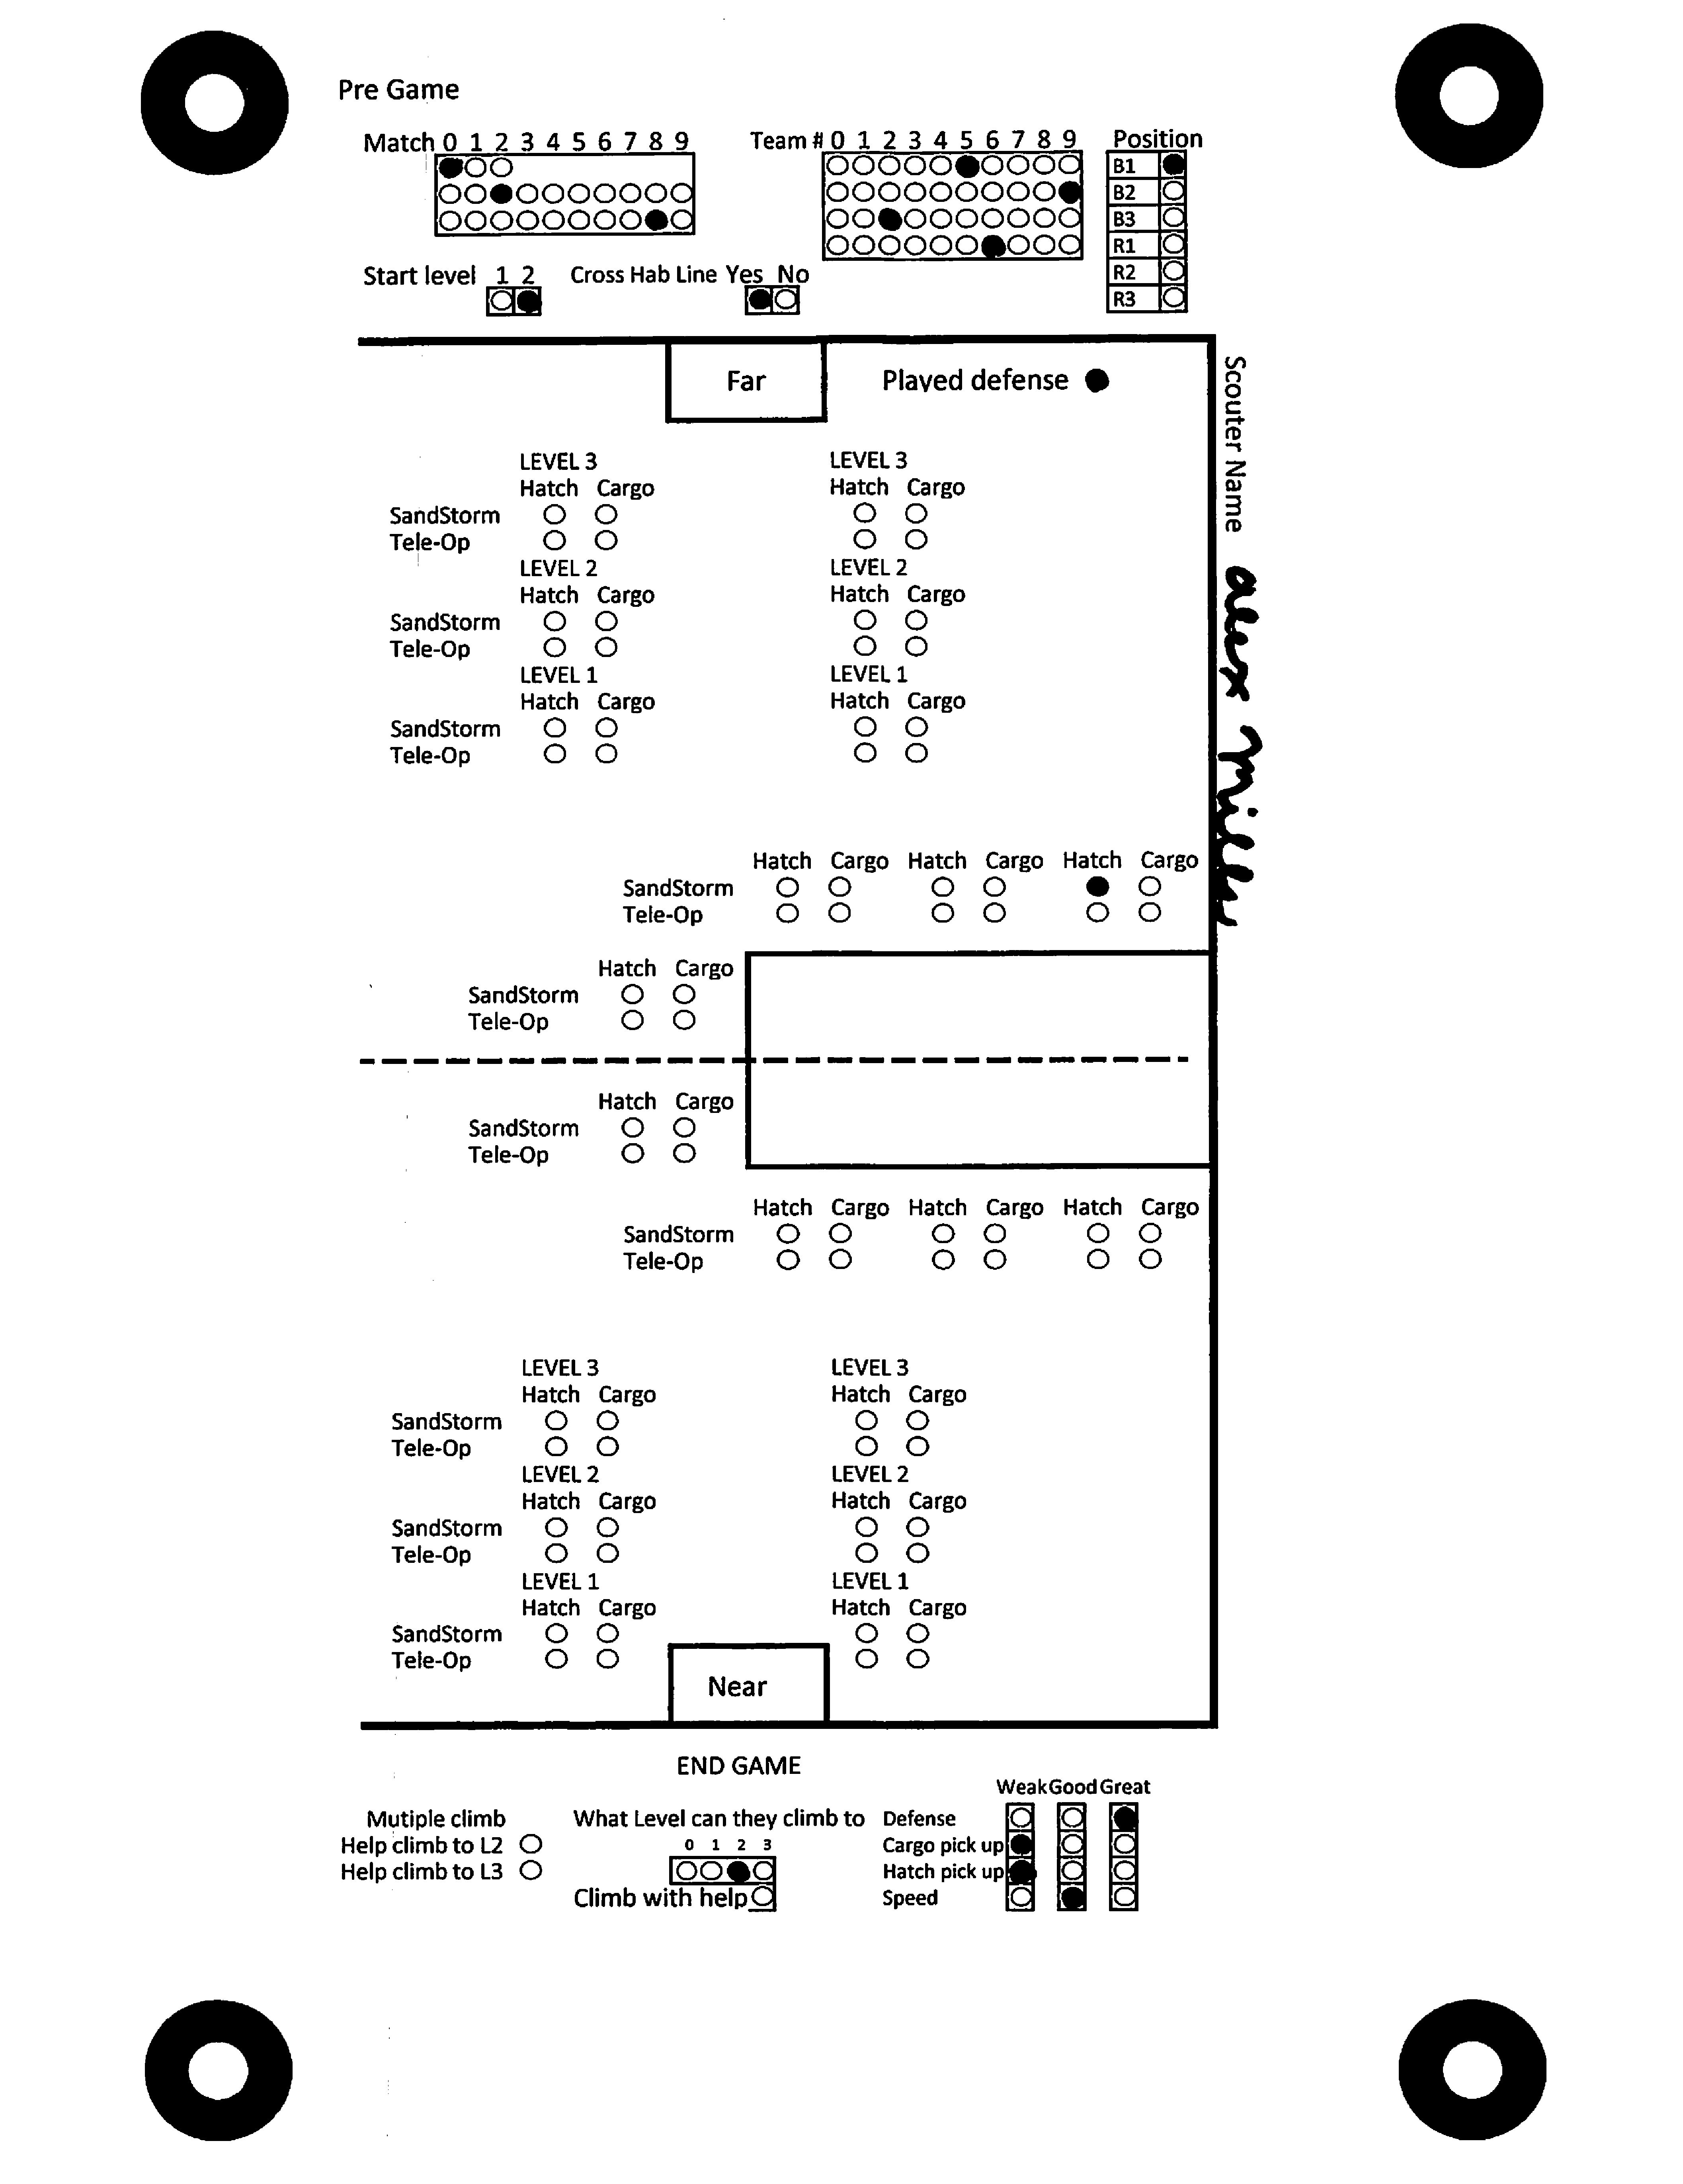 Pre Game
Match 0 1 2 3 4 5 6 7 8 9
Team # 0 1 2 3 4 5 6 7 8 9
Position
B1
B2
B3
R1
R2
R3
Start level 1 2
Cross Hab Line Yes No
Far
Played defense
Scouter Name alex Miller
LEVEL 3 LEVEL 3
Hatch Cargo Hatch Cargo
SandStorm
Tele-Op
LEVEL 2 LEVEL 2
Hatch Cargo Hatch Cargo
SandStorm
Tele-Op
LEVEL 1 LEVEL 1
Hatch Cargo Hatch Cargo
SandStorm
Tele-Op
Hatch Cargo Hatch Cargo Hatch Cargo
SandStorm
Tele-Op
Hatch Cargo
SandStorm
Tele-Op
Hatch Cargo
SandStorm
Tele-Op
Hatch Cargo Hatch Cargo Hatch Cargo
SandStorm
Tele-Op
LEVEL 3 LEVEL 3
Hatch Cargo Hatch Cargo
SandStorm
Tele-Op
LEVEL 2 LEVEL 2
Hatch Cargo Hatch Cargo
SandStorm
Tele-Op
LEVEL 1 LEVEL 1
Hatch Cargo Hatch Cargo
SandStorm
Tele-Op
Near
END GAME
Mutiple climb
Help climb to L2
Help climb to L3
What Level can they climb to
0 1 2 3
Climb with help
Weak Good Great
Defense
Cargo pick up
Hatch pick up
Speed